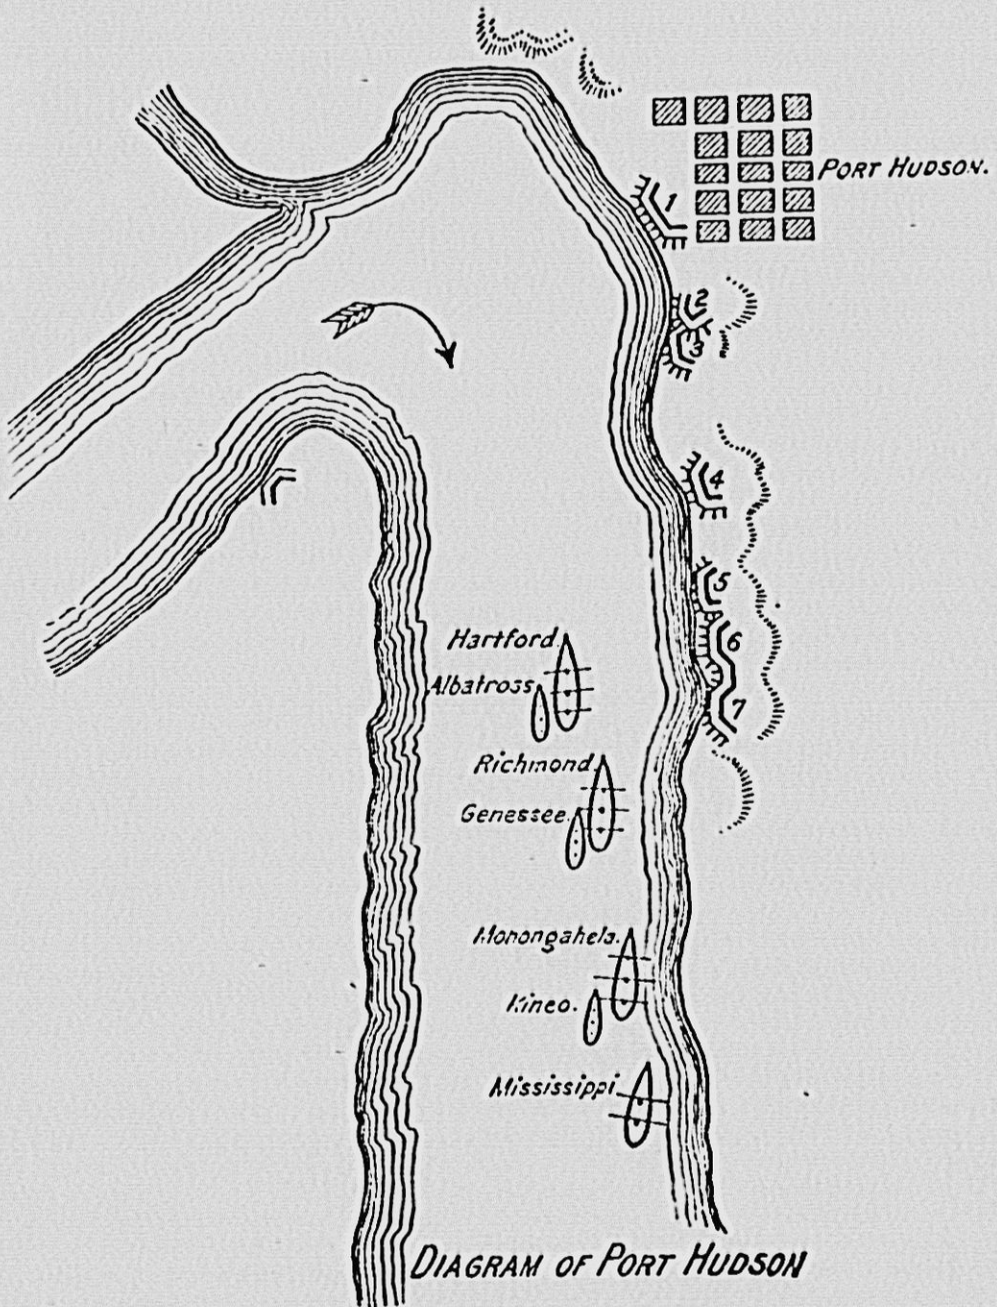 PORT HUDSON.
1
2
3
4
5
6
7
Hartford.
Albatross
Richmond.
Genessee.
Monongahela.
Kineo.
Mississippi
DIAGRAM OF PORT HUDSON